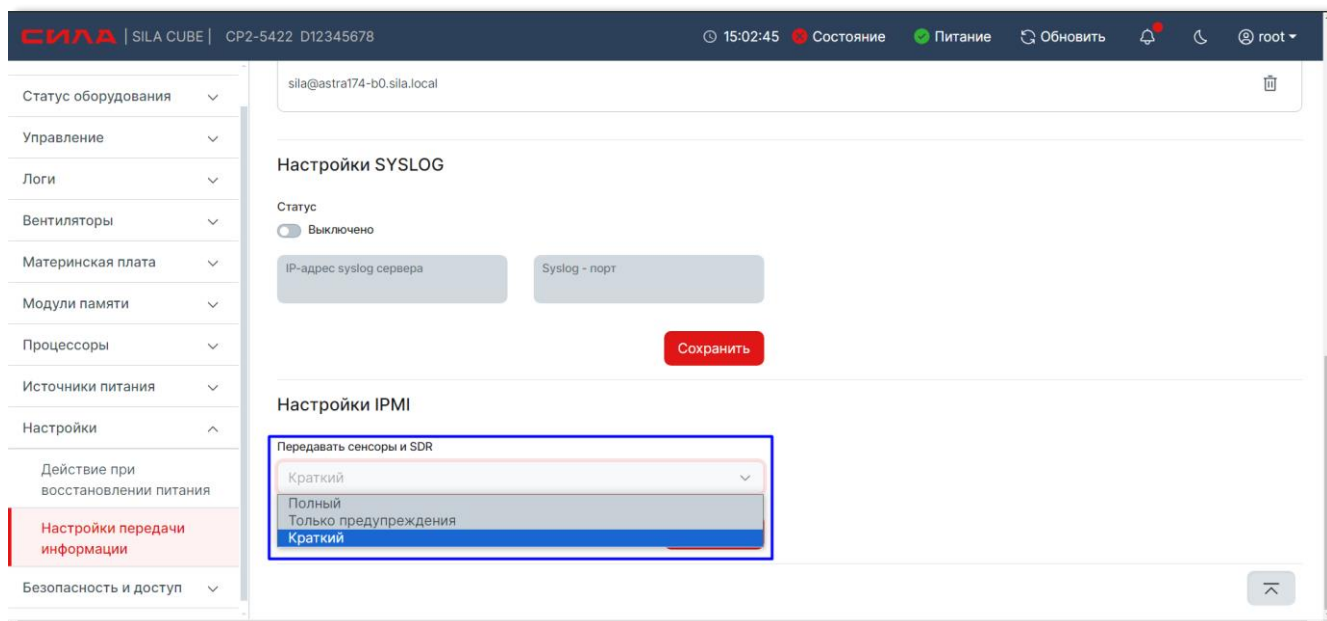 СИЛА | SILA CUBE | CP2-5422 D12345678 15:02:45 Состояние Питание Обновить root
sila@astra174-b0.sila.local
Статус оборудования
Управление
Логи
Вентиляторы
Материнская плата
Модули памяти
Процессоры
Источники питания
Настройки
Действие при
восстановлении питания
Настройки передачи
информации
Безопасность и доступ
Настройки SYSLOG
Статус
Выключено
IP-адрес syslog сервера
Syslog - порт
Сохранить
Настройки IPMI
Передавать сенсоры и SDR
Краткий
Полный
Только предупреждения
Краткий